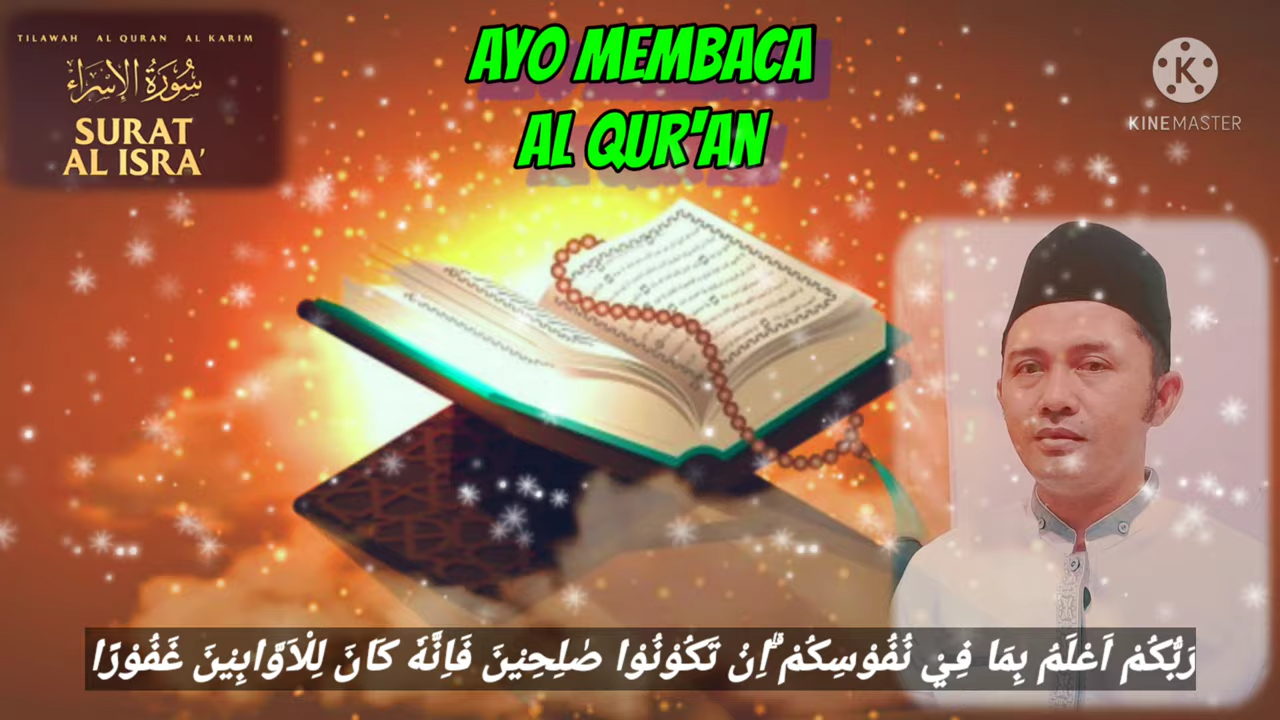 TILAWAH AL QURAN AL KARIM
سُورَةُ الإِسْرَاء
SURAT
AL ISRA'
AYO MEMBACA
AL QUR'AN
K
KINEMASTER
رَبُّكُمْ اَعْلَمُ بِمَا فِيْ نُفُوْسِكُمْ ۗاِنْ تَكُوْنُوْا صٰلِحِيْنَ فَاِنَّهٗ كَانَ لِلْاَوَّابِيْنَ غَفُوْرًا